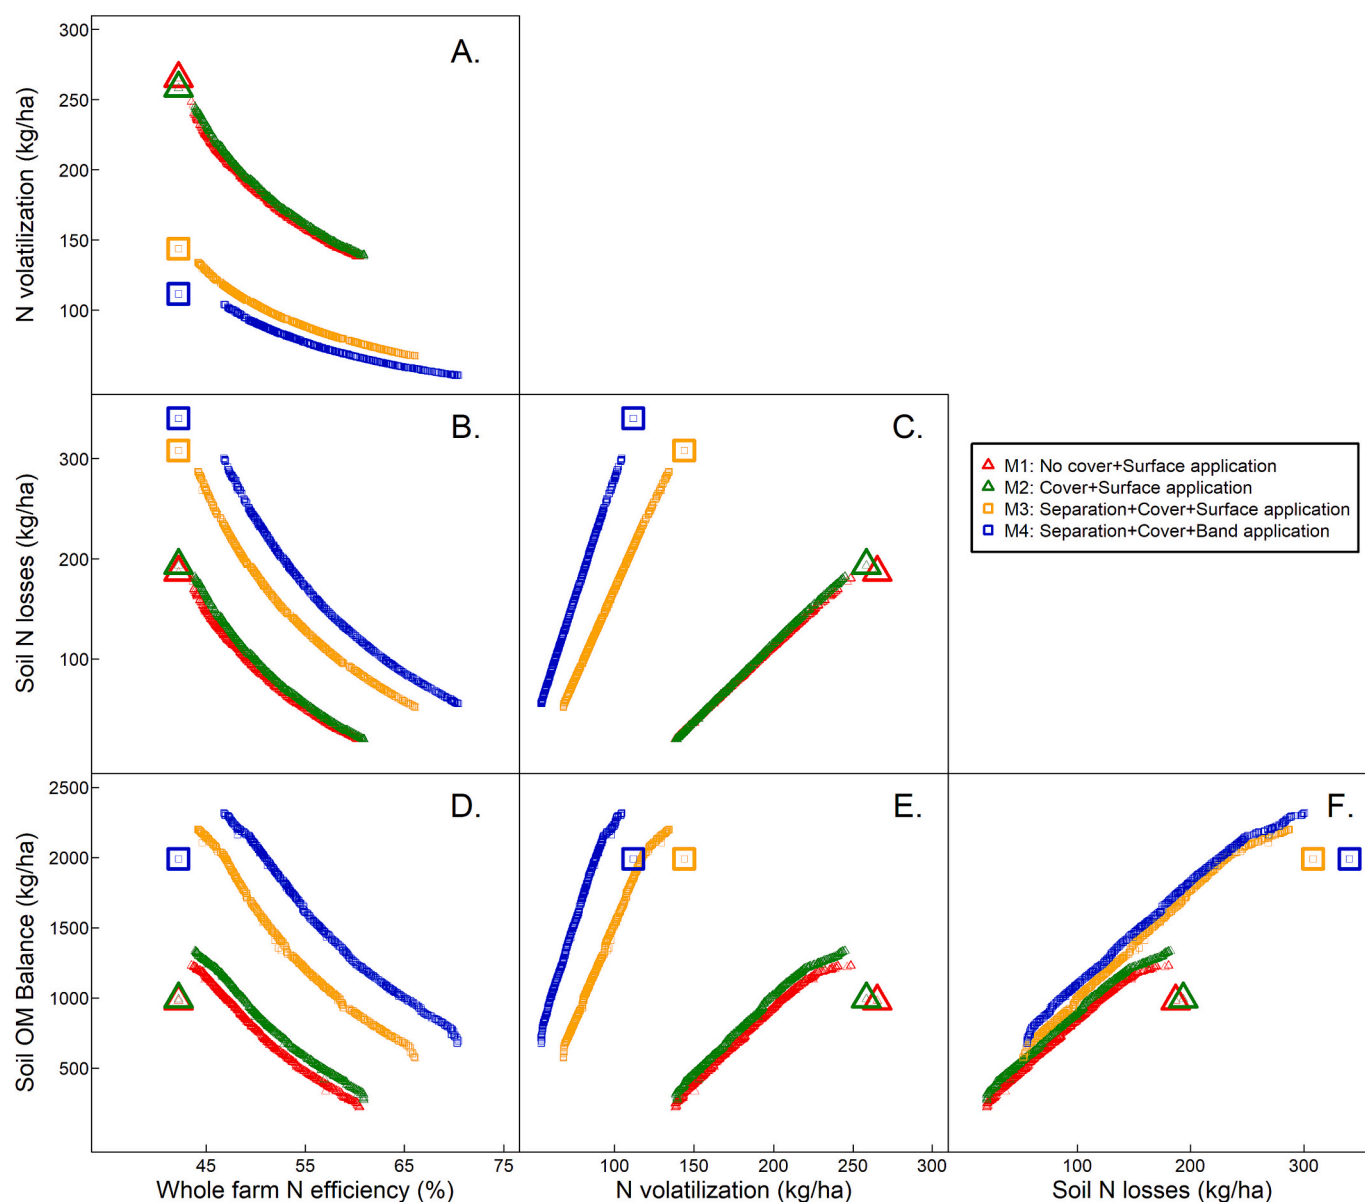 300
250
200
150
100
N volatilization (kg/ha)
A.
300
200
100
Soil N losses (kg/ha)
B.
C.
M1: No cover+Surface application
M2: Cover+Surface application
M3: Separation+Cover+Surface application
M4: Separation+Cover+Band application
2500
2000
1500
1000
500
Soil OM Balance (kg/ha)
D.
E.
F.
45 55 65 75
100 150 200 250 300
100 200 300
Whole farm N efficiency (%)
N volatilization (kg/ha)
Soil N losses (kg/ha)